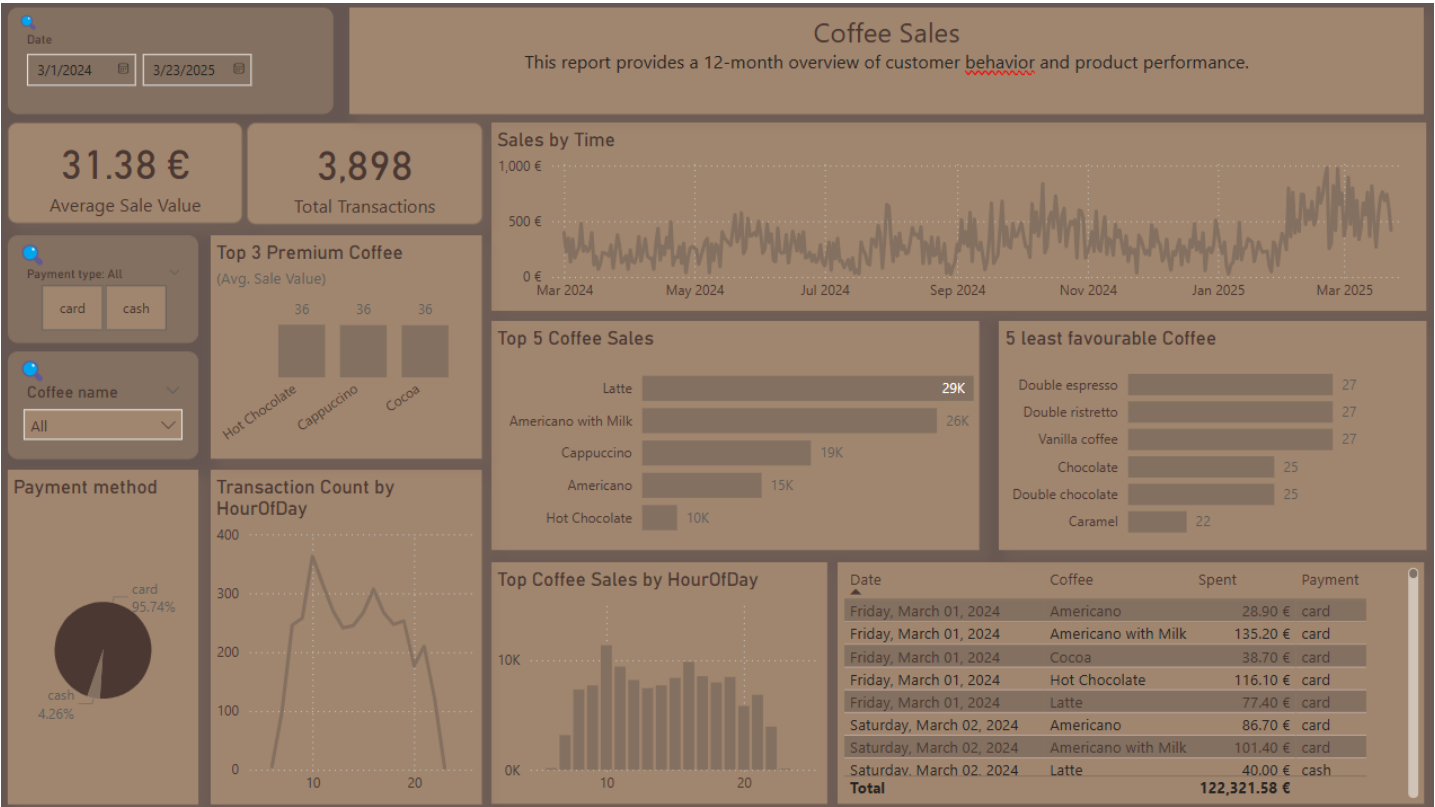 Date
3/1/2024
3/23/2025
Coffee Sales
This report provides a 12-month overview of customer behavior and product performance.
31.38 €
Average Sale Value
3,898
Total Transactions
Sales by Time
1,000 €
500 €
0 €
Mar 2024 May 2024 Jul 2024 Sep 2024 Nov 2024 Jan 2025 Mar 2025
Payment type: All
card cash
Coffee name
All
Top 3 Premium Coffee
(Avg. Sale Value)
36 36 36
Hot Chocolate Cappuccino Cocoa
Top 5 Coffee Sales
Latte 29K
Americano with Milk 26K
Cappuccino 19K
Americano 15K
Hot Chocolate 10K
5 least favourable Coffee
Double espresso 27
Double ristretto 27
Vanilla coffee 27
Chocolate 25
Double chocolate 25
Caramel 22
Payment method
card
95.74%
cash
4.26%
Transaction Count by
HourOfDay
400
300
200
100
0
10 20
Top Coffee Sales by HourOfDay
10K
0K
10 20
Date Coffee Spent Payment
Friday, March 01, 2024 Americano 28.90 € card
Friday, March 01, 2024 Americano with Milk 135.20 € card
Friday, March 01, 2024 Cocoa 38.70 € card
Friday, March 01, 2024 Hot Chocolate 116.10 € card
Friday, March 01, 2024 Latte 77.40 € card
Saturday, March 02, 2024 Americano 86.70 € card
Saturday, March 02, 2024 Americano with Milk 101.40 € card
Saturday, March 02, 2024 Latte 40.00 € cash
Total 122,321.58 €